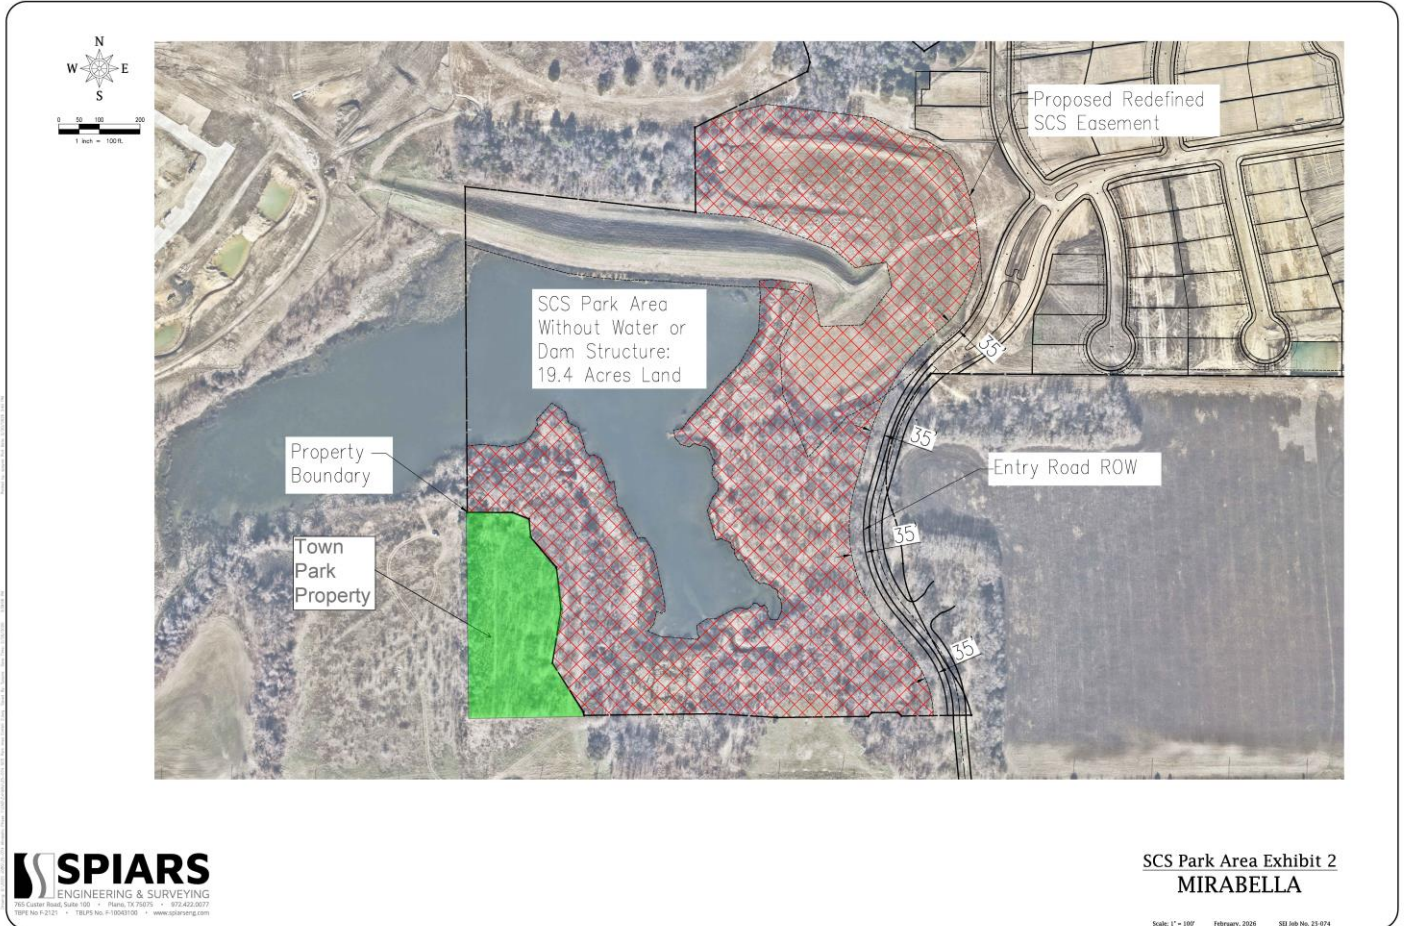 N
W E
S
0 50 100 200
1 inch = 100 ft.
Proposed Redefined
SCS Easement
SCS Park Area
Without Water or
Dam Structure:
19.4 Acres Land
35
35
Property
Boundary
Entry Road ROW
35
Town
Park
Property
35
SPIARS
ENGINEERING & SURVEYING
765 Custer Road, Suite 100 • Plano, TX 75075 • 972.422.0077
TBPE No F-2121 • TBLPS No. F-10043100 • www.spiarseng.com
SCS Park Area Exhibit 2
MIRABELLA
Scale: 1" = 100' February, 2026 SEI Job No. 23-074